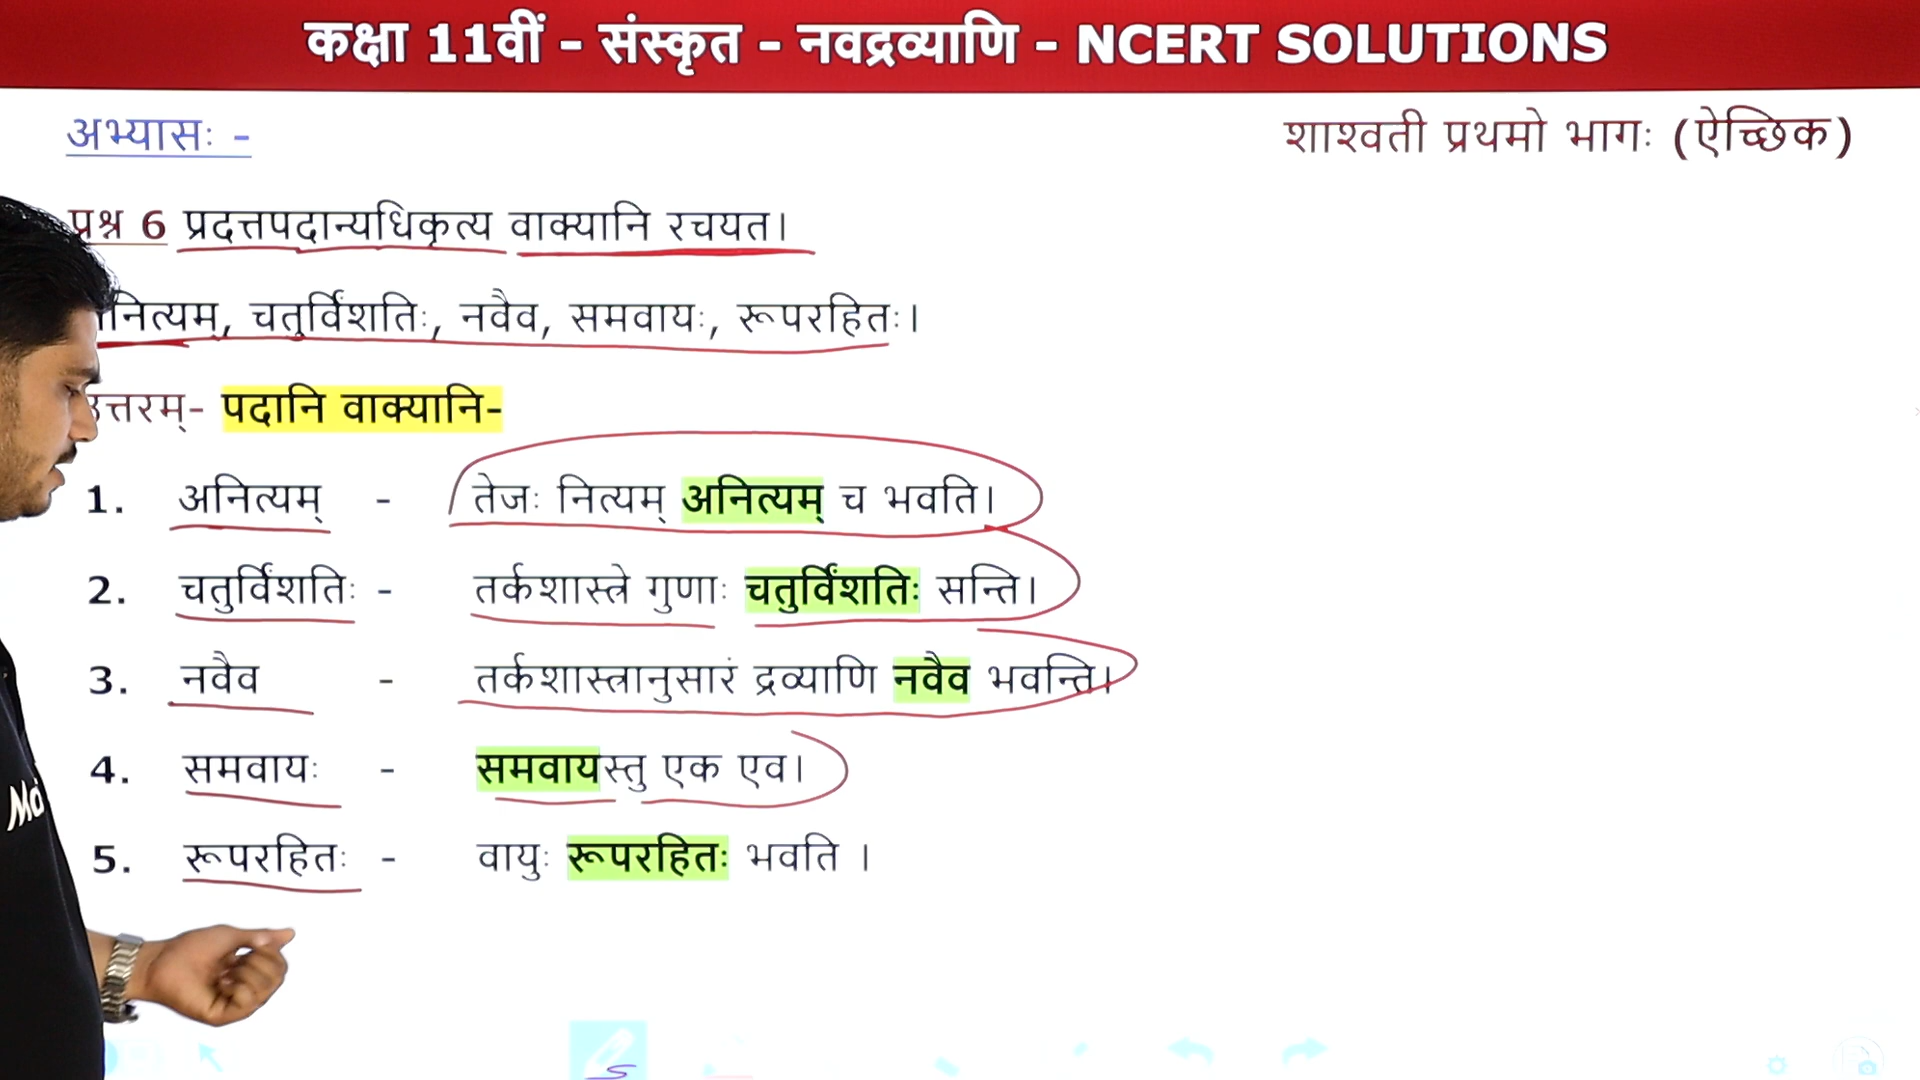 कक्षा 11वीं - संस्कृत - नवद्रव्याणि - NCERT SOLUTIONS
अभ्यासः -
शाश्वती प्रथमो भागः (ऐच्छिक)
प्रश्न 6 प्रदत्तपदान्यधिकृत्य वाक्यानि रचयत।
चतुर्विंशतिः, नवैव, समवायः, रूपरहितः।
उत्तरम्- पदानि वाक्यानि-
1. अनित्यम् - तेजः नित्यम् अनित्यम् च भवति।
2. चतुर्विंशतिः - तर्कशास्त्रे गुणाः चतुर्विंशतिः सन्ति।
3. नवैव - तर्कशास्त्रानुसारं द्रव्याणि नवैव भवन्ति।
4. समवायः - समवायस्तु एक एव।
5. रूपरहितः - वायुः रूपरहितः भवति ।